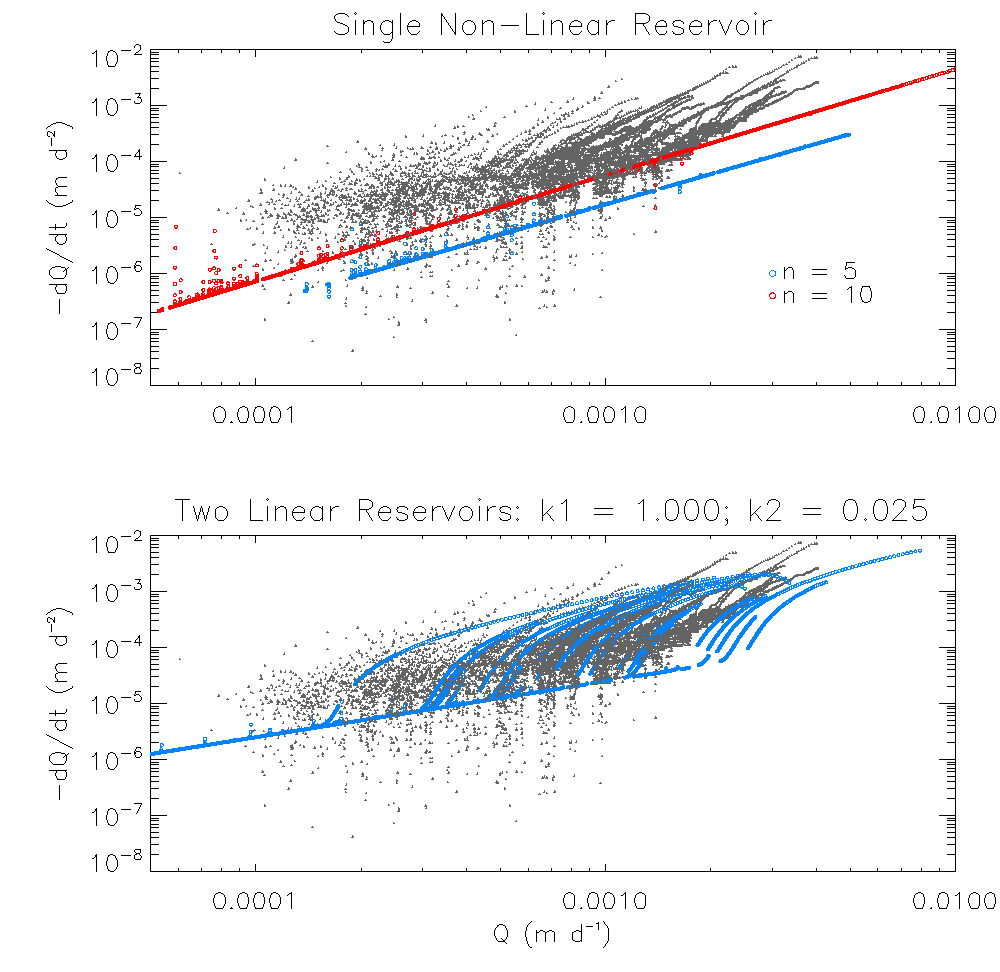 Single Non-Linear Reservoir
10⁻²
10⁻³
10⁻⁴
10⁻⁵
10⁻⁶
10⁻⁷
10⁻⁸
-dQ/dt (m d⁻²)
n = 5
n = 10
0.0001 0.0010 0.0100
Two Linear Reservoirs: k1 = 1.000; k2 = 0.025
10⁻²
10⁻³
10⁻⁴
10⁻⁵
10⁻⁶
10⁻⁷
10⁻⁸
-dQ/dt (m d⁻²)
0.0001 0.0010 0.0100
Q (m d⁻¹)